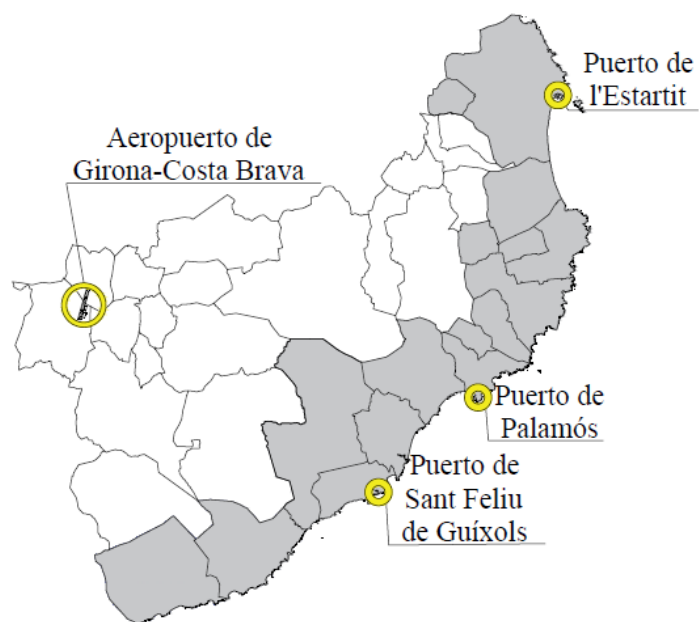 Puerto de
l'Estartit
Aeropuerto de
Girona-Costa Brava
Puerto de
Palamós
Puerto de
Sant Feliu
de Guíxols